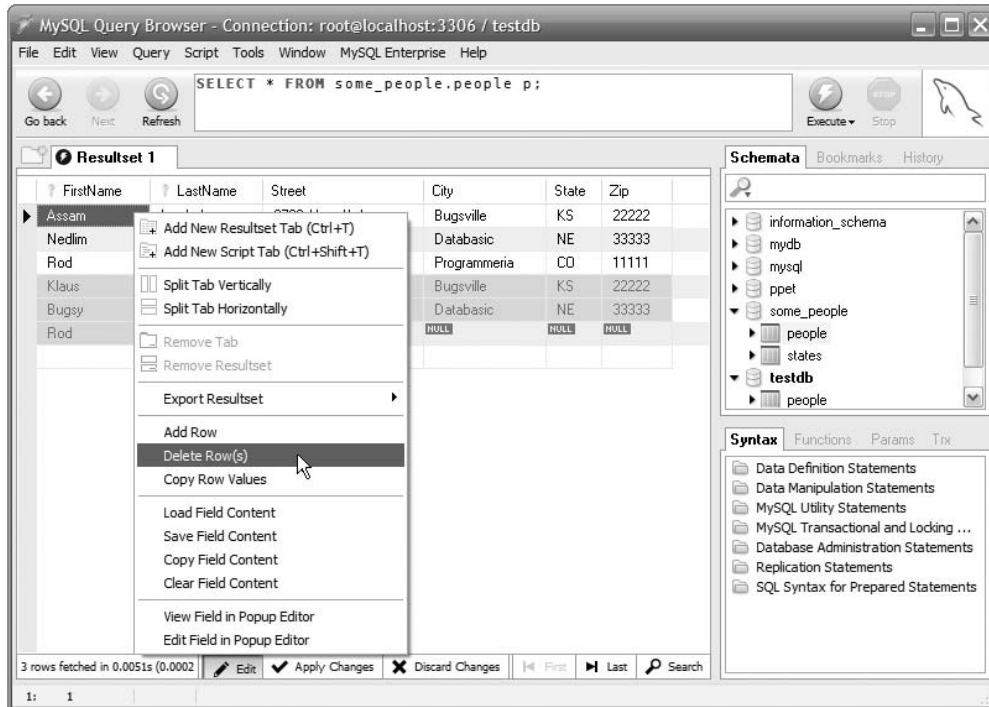 MySQL Query Browser - Connection: root@localhost:3306 / testdb
File Edit View Query Script Tools Window MySQL Enterprise Help
SELECT * FROM some_people.people p;
Go back Next Refresh
Execute Stop
Resultset 1
FirstName LastName Street City State Zip
Assam Bugsville KS 22222
Nedlim Databasic NE 33333
Rod Programmeria CO 11111
Klaus Bugsville KS 22222
Bugsy Databasic NE 33333
Rod NULL NULL NULL
Add New Resultset Tab (Ctrl+T)
Add New Script Tab (Ctrl+Shift+T)
Split Tab Vertically
Split Tab Horizontally
Remove Tab
Remove Resultset
Export Resultset
Add Row
Delete Row(s)
Copy Row Values
Load Field Content
Save Field Content
Copy Field Content
Clear Field Content
View Field in Popup Editor
Edit Field in Popup Editor
Schemata Bookmarks History
information_schema
mydb
mysql
ppet
some_people
people
states
testdb
people
Syntax Functions Params Trx
Data Definition Statements
Data Manipulation Statements
MySQL Utility Statements
MySQL Transactional and Locking ...
Database Administration Statements
Replication Statements
SQL Syntax for Prepared Statements
3 rows fetched in 0.0051s (0.0002 Edit Apply Changes Discard Changes First Last Search
1: 1